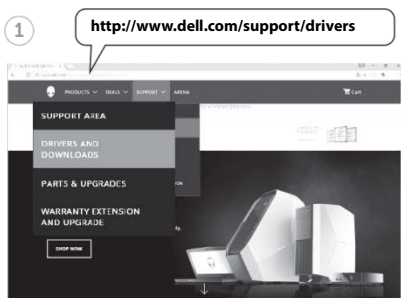 1
http://www.dell.com/support/drivers
PRODUCTS DEALS SUPPORT ARENA
CART
SUPPORT AREA
DRIVERS AND
DOWNLOADS
PARTS & UPGRADES
WARRANTY EXTENSION
AND UPGRADE
SHOP NOW